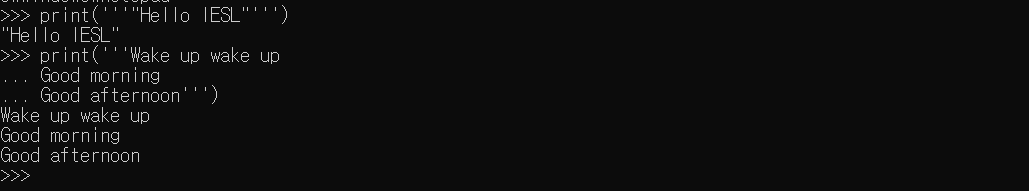 >>> print('''"Hello IESL"''')
"Hello IESL"
>>> print('''Wake up wake up
... Good morning
... Good afternoon''')
Wake up wake up
Good morning
Good afternoon
>>>